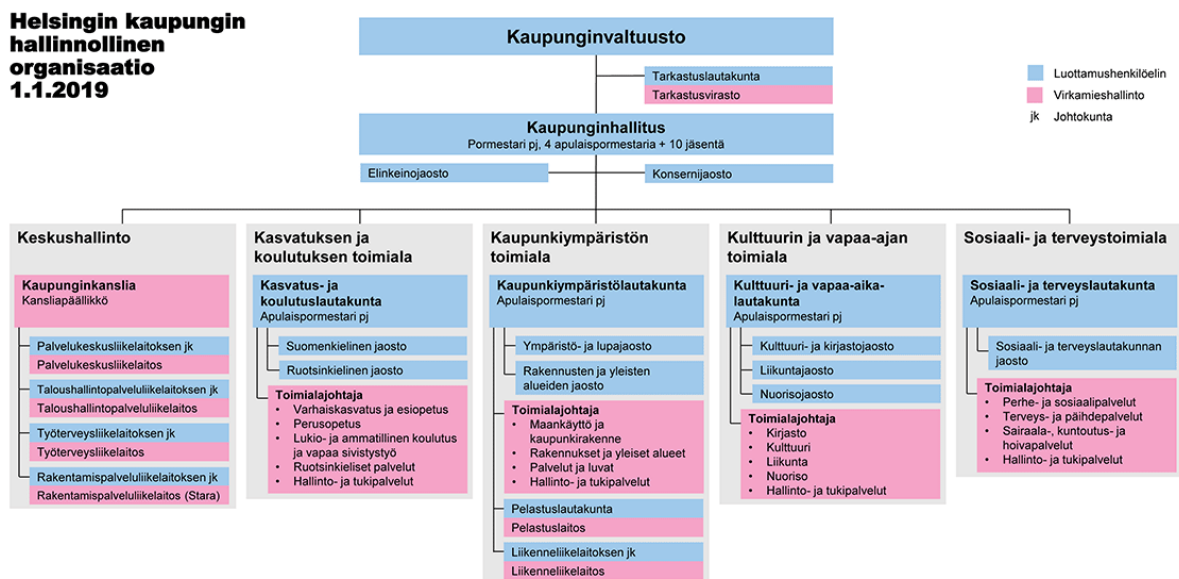 Helsingin kaupungin
hallinnollinen
organisaatio
1.1.2019
Kaupunginvaltuusto
Tarkastuslautakunta
Tarkastusvirasto
Luottamushenkilöelin
Virkamieshallinto
jk Johtokunta
Kaupunginhallitus
Pormestari pj, 4 apulaispormestaria + 10 jäsentä
Elinkeinojaosto
Konsernijaosto
Keskushallinto
Kaupunginkanslia
Kansliapäällikkö
Palvelukeskusliikelaitoksen jk
Palvelukeskusliikelaitos
Taloushallintopalveluliikelaitoksen jk
Taloushallintopalveluliikelaitos
Työterveysliikelaitoksen jk
Työterveysliikelaitos
Rakentamispalveluliikelaitoksen jk
Rakentamispalveluliikelaitos (Stara)
Kasvatuksen ja
koulutuksen toimiala
Kasvatus- ja
koulutuslautakunta
Apulaispormestari pj
Suomenkielinen jaosto
Ruotsinkielinen jaosto
Toimialajohtaja
• Varhaiskasvatus ja esiopetus
• Perusopetus
• Lukio- ja ammatillinen koulutus
ja vapaa sivistystyö
• Ruotsinkieliset palvelut
• Hallinto- ja tukipalvelut
Kaupunkiympäristön
toimiala
Kaupunkiympäristölautakunta
Apulaispormestari pj
Ympäristö- ja lupajaosto
Rakennusten ja yleisten
alueiden jaosto
Toimialajohtaja
• Maankäyttö ja
kaupunkirakenne
• Rakennukset ja yleiset alueet
• Palvelut ja luvat
• Hallinto- ja tukipalvelut
Pelastuslautakunta
Pelastuslaitos
Liikenneliikelaitoksen jk
Liikenneliikelaitos
Kulttuurin ja vapaa-ajan
toimiala
Kulttuuri- ja vapaa-aika-
lautakunta
Apulaispormestari pj
Kulttuuri- ja kirjastojaosto
Liikuntajaosto
Nuorisojaosto
Toimialajohtaja
• Kirjasto
• Kulttuuri
• Liikunta
• Nuoriso
• Hallinto- ja tukipalvelut
Sosiaali- ja terveystoimiala
Sosiaali- ja terveyslautakunta
Apulaispormestari pj
Sosiaali- ja terveyslautakunnan
jaosto
Toimialajohtaja
• Perhe- ja sosiaalipalvelut
• Terveys- ja päihdepalvelut
• Sairaala-, kuntoutus- ja
hoivapalvelut
• Hallinto- ja tukipalvelut